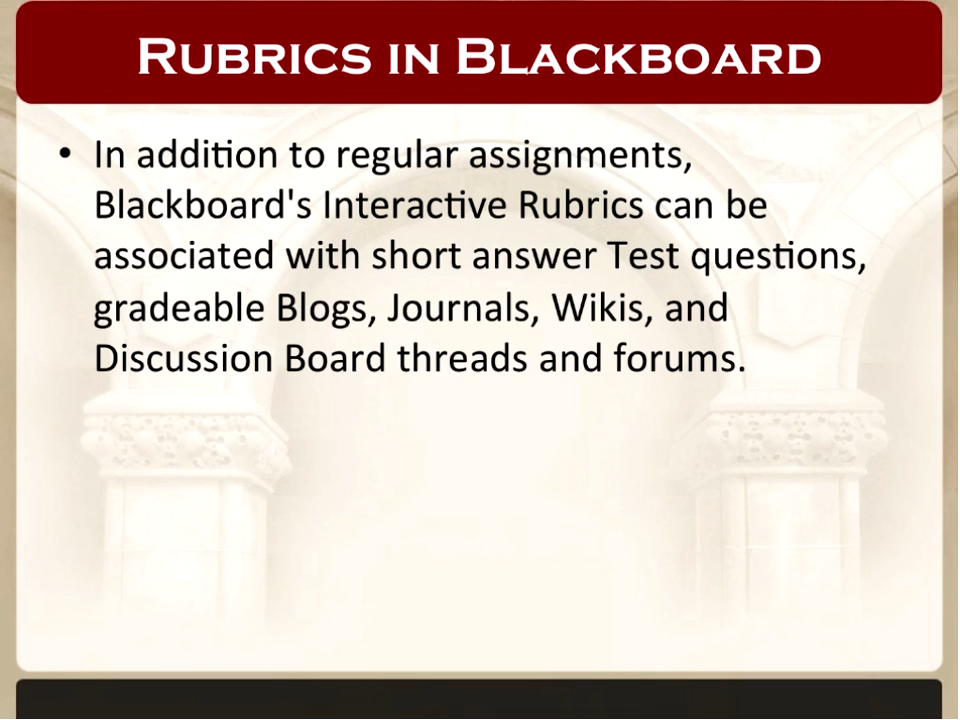 Rubrics in Blackboard
• In addition to regular assignments,
Blackboard's Interactive Rubrics can be
associated with short answer Test questions,
gradeable Blogs, Journals, Wikis, and
Discussion Board threads and forums.